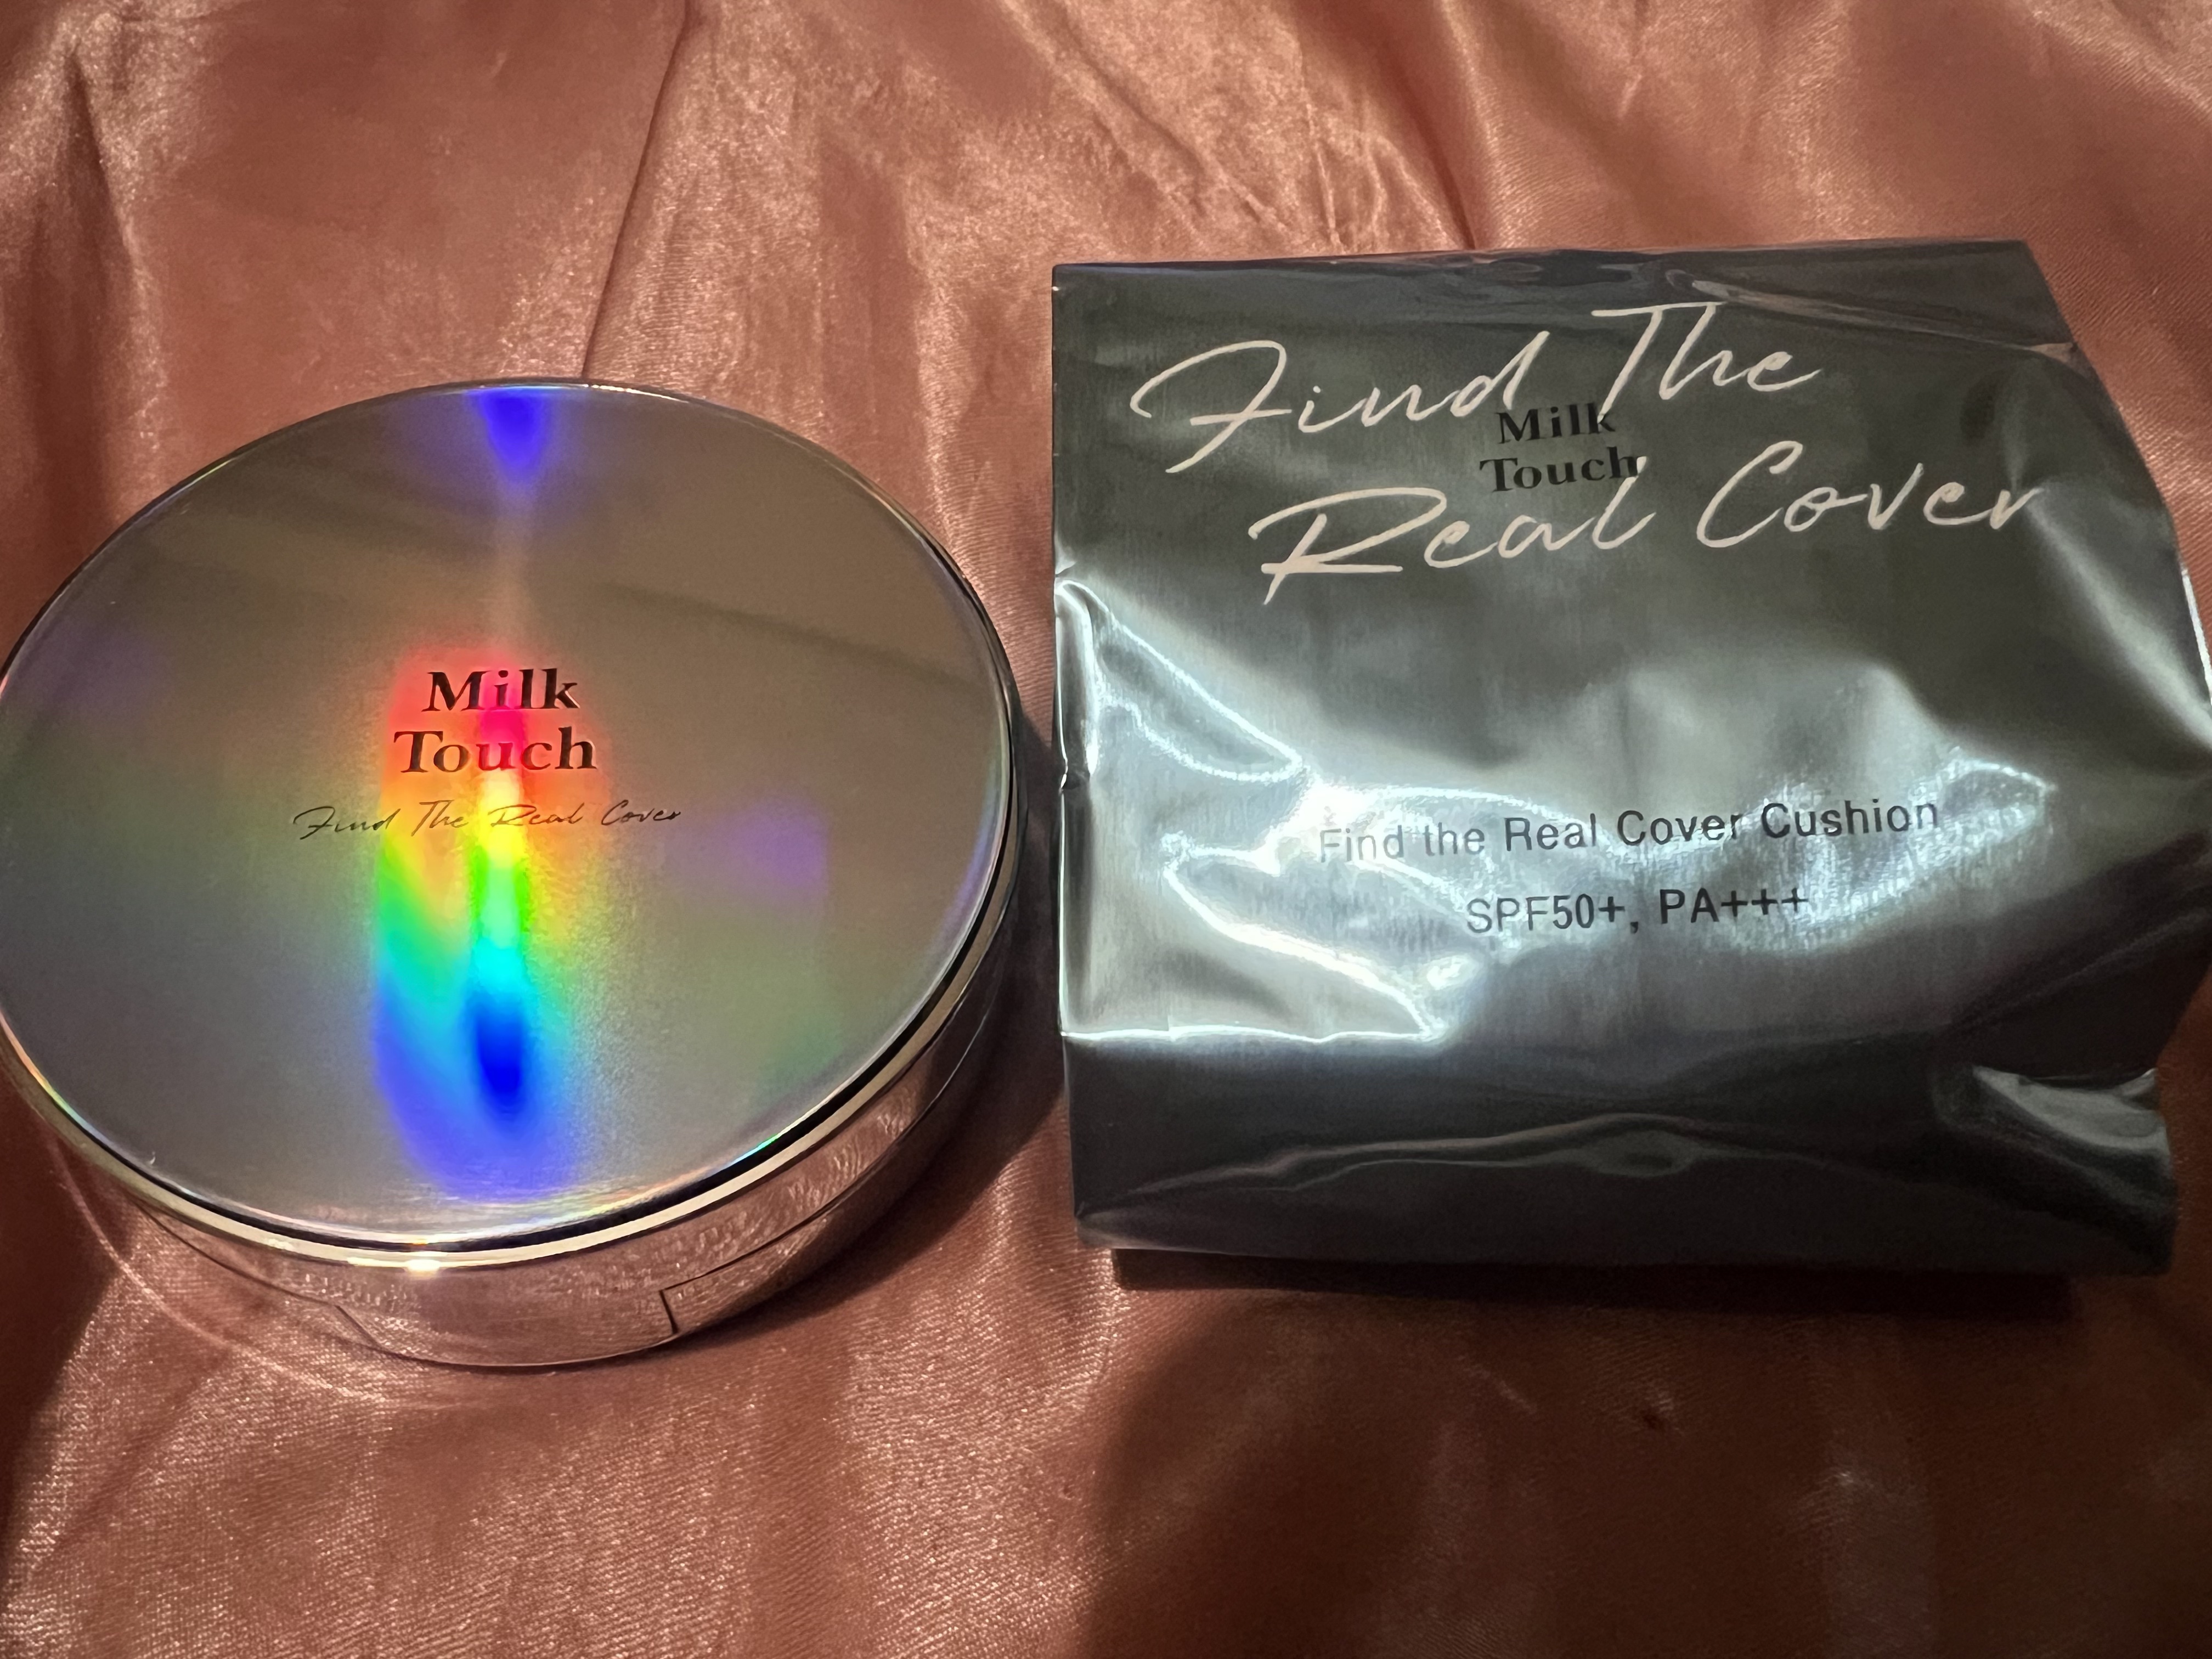 Milk
Touch
Find The Real Cover
Find The
Milk
Touch
Real Cover
Find the Real Cover Cushion
SPF50+, PA+++